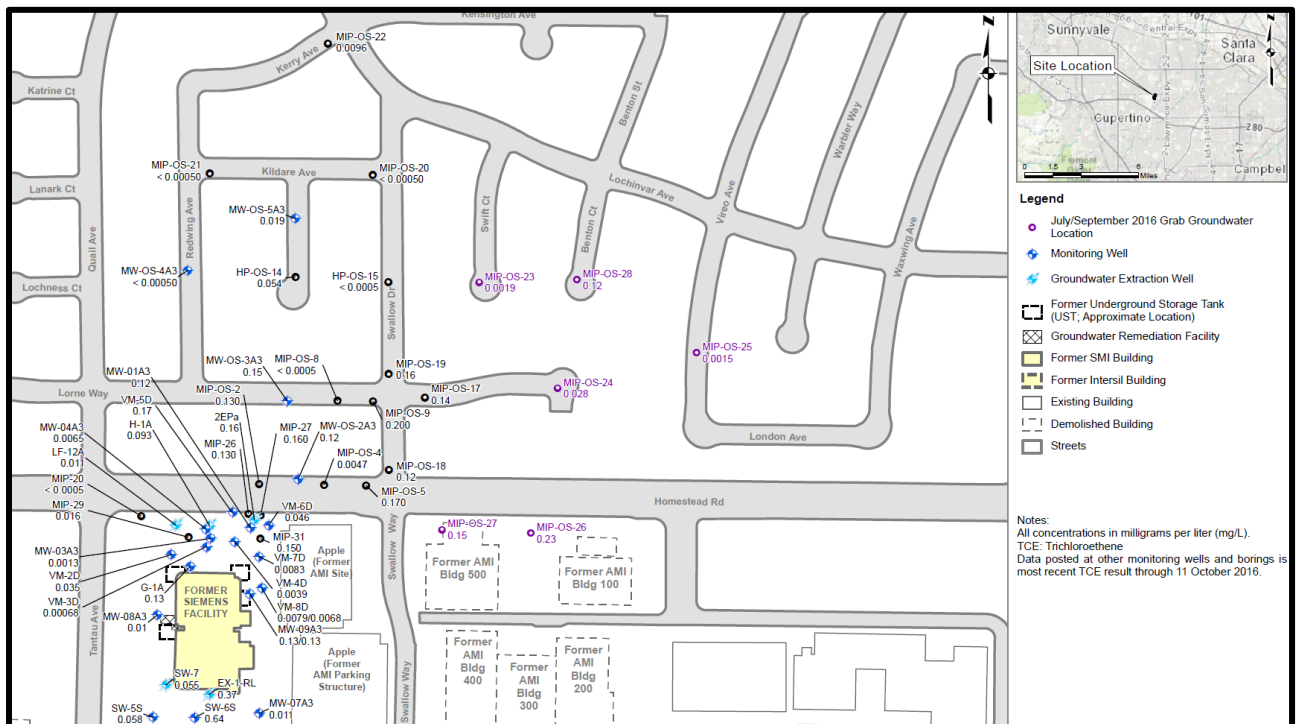 Kensington Ave
MIP-OS-22
0.0096
Kerry Ave
Katrine Ct
Benton St
Warbler Way
MIP-OS-21
< 0.00050
Kildare Ave
MIP-OS-20
< 0.00050
Lanark Ct
Lochinvar Ave
Redwing Ave
MW-OS-5A3
0.019
Swift Ct
Benton Ct
Vireo Ave
Quail Ave
Waxwing Ave
MW-OS-4A3
< 0.00050
HP-OS-14
0.054
HP-OS-15
< 0.0005
MIP-OS-23
0.0019
MIP-OS-28
0.12
Lochness Ct
Swallow Dr
MIP-OS-25
0.0015
MW-OS-3A3
0.15
MIP-OS-8
< 0.0005
MIP-OS-19
0.16
MW-01A3
0.12
MIP-OS-2
0.130
MIP-OS-17
0.14
MIP-OS-24
0.028
Lorne Way
VM-5D
0.17
MIP-OS-9
0.200
H-1A
0.093
2EPa
0.16
MIP-27
0.160
MW-OS-2A3
0.12
London Ave
MW-04A3
0.0065
MIP-26
0.130
MIP-OS-4
0.0047
LF-12A
0.011
MIP-OS-18
0.12
MIP-20
< 0.0005
MIP-OS-5
0.170
Homestead Rd
MIP-29
0.016
VM-6D
0.046
MIP-OS-27
0.15
MIP-OS-26
0.23
MIP-31
0.150
MW-03A3
0.0013
VM-7D
0.0083
Apple
(Former
AMI Site)
Swallow Way
Former AMI
Bldg 500
Former AMI
Bldg 100
VM-2D
0.035
VM-4D
0.0039
VM-3D
0.00068
G-1A
0.13
FORMER
SIEMENS
FACILITY
VM-8D
0.0079/0.0068
MW-08A3
0.01
MW-09A3
0.13/0.13
Tantau Ave
Apple
(Former
AMI Parking
Structure)
Former
AMI
Bldg
400
Former
AMI
Bldg
300
Former
AMI
Bldg
200
Swallow Way
SW-7
0.055
EX-1-RL
0.37
SW-5S
0.058
SW-6S
0.64
MW-07A3
0.011
Z
Sunnyvale
Central Expy
101
Santa
Clara
Site Location
Lawrence Expy
Cupertino
280
17
Campbell
Fremont
0 1.5 3 6
Miles
Legend
July/September 2016 Grab Groundwater
Location
Monitoring Well
Groundwater Extraction Well
Former Underground Storage Tank
(UST; Approximate Location)
Groundwater Remediation Facility
Former SMI Building
Former Intersil Building
Existing Building
Demolished Building
Streets
Notes:
All concentrations in milligrams per liter (mg/L).
TCE: Trichloroethene
Data posted at other monitoring wells and borings is
most recent TCE result through 11 October 2016.